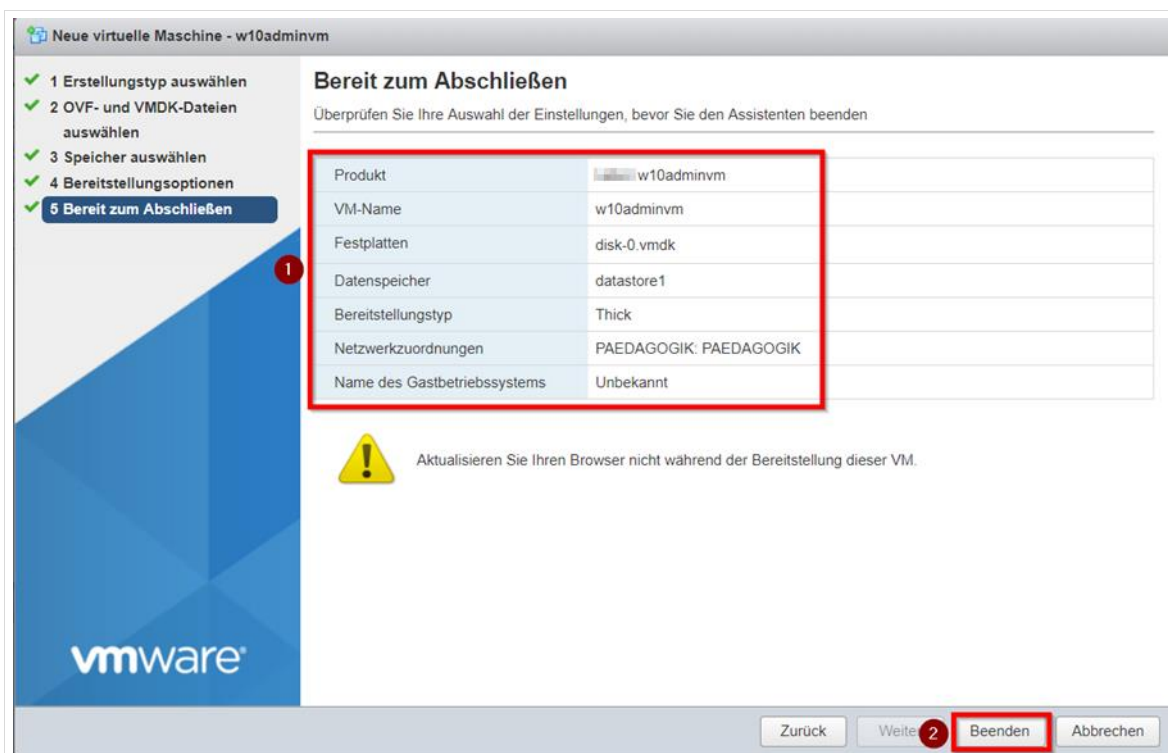 Neue virtuelle Maschine - w10adminvm
1 Erstellungstyp auswählen
2 OVF- und VMDK-Dateien
auswählen
3 Speicher auswählen
4 Bereitstellungsoptionen
5 Bereit zum Abschließen
Bereit zum Abschließen
Überprüfen Sie Ihre Auswahl der Einstellungen, bevor Sie den Assistenten beenden
Produkt w10adminvm
VM-Name w10adminvm
Festplatten disk-0.vmdk
1
Datenspeicher datastore1
Bereitstellungstyp Thick
Netzwerkzuordnungen PAEDAGOGIK: PAEDAGOGIK
Name des Gastbetriebssystems Unbekannt
Aktualisieren Sie Ihren Browser nicht während der Bereitstellung dieser VM.
vmware
Zurück Weiter 2 Beenden Abbrechen